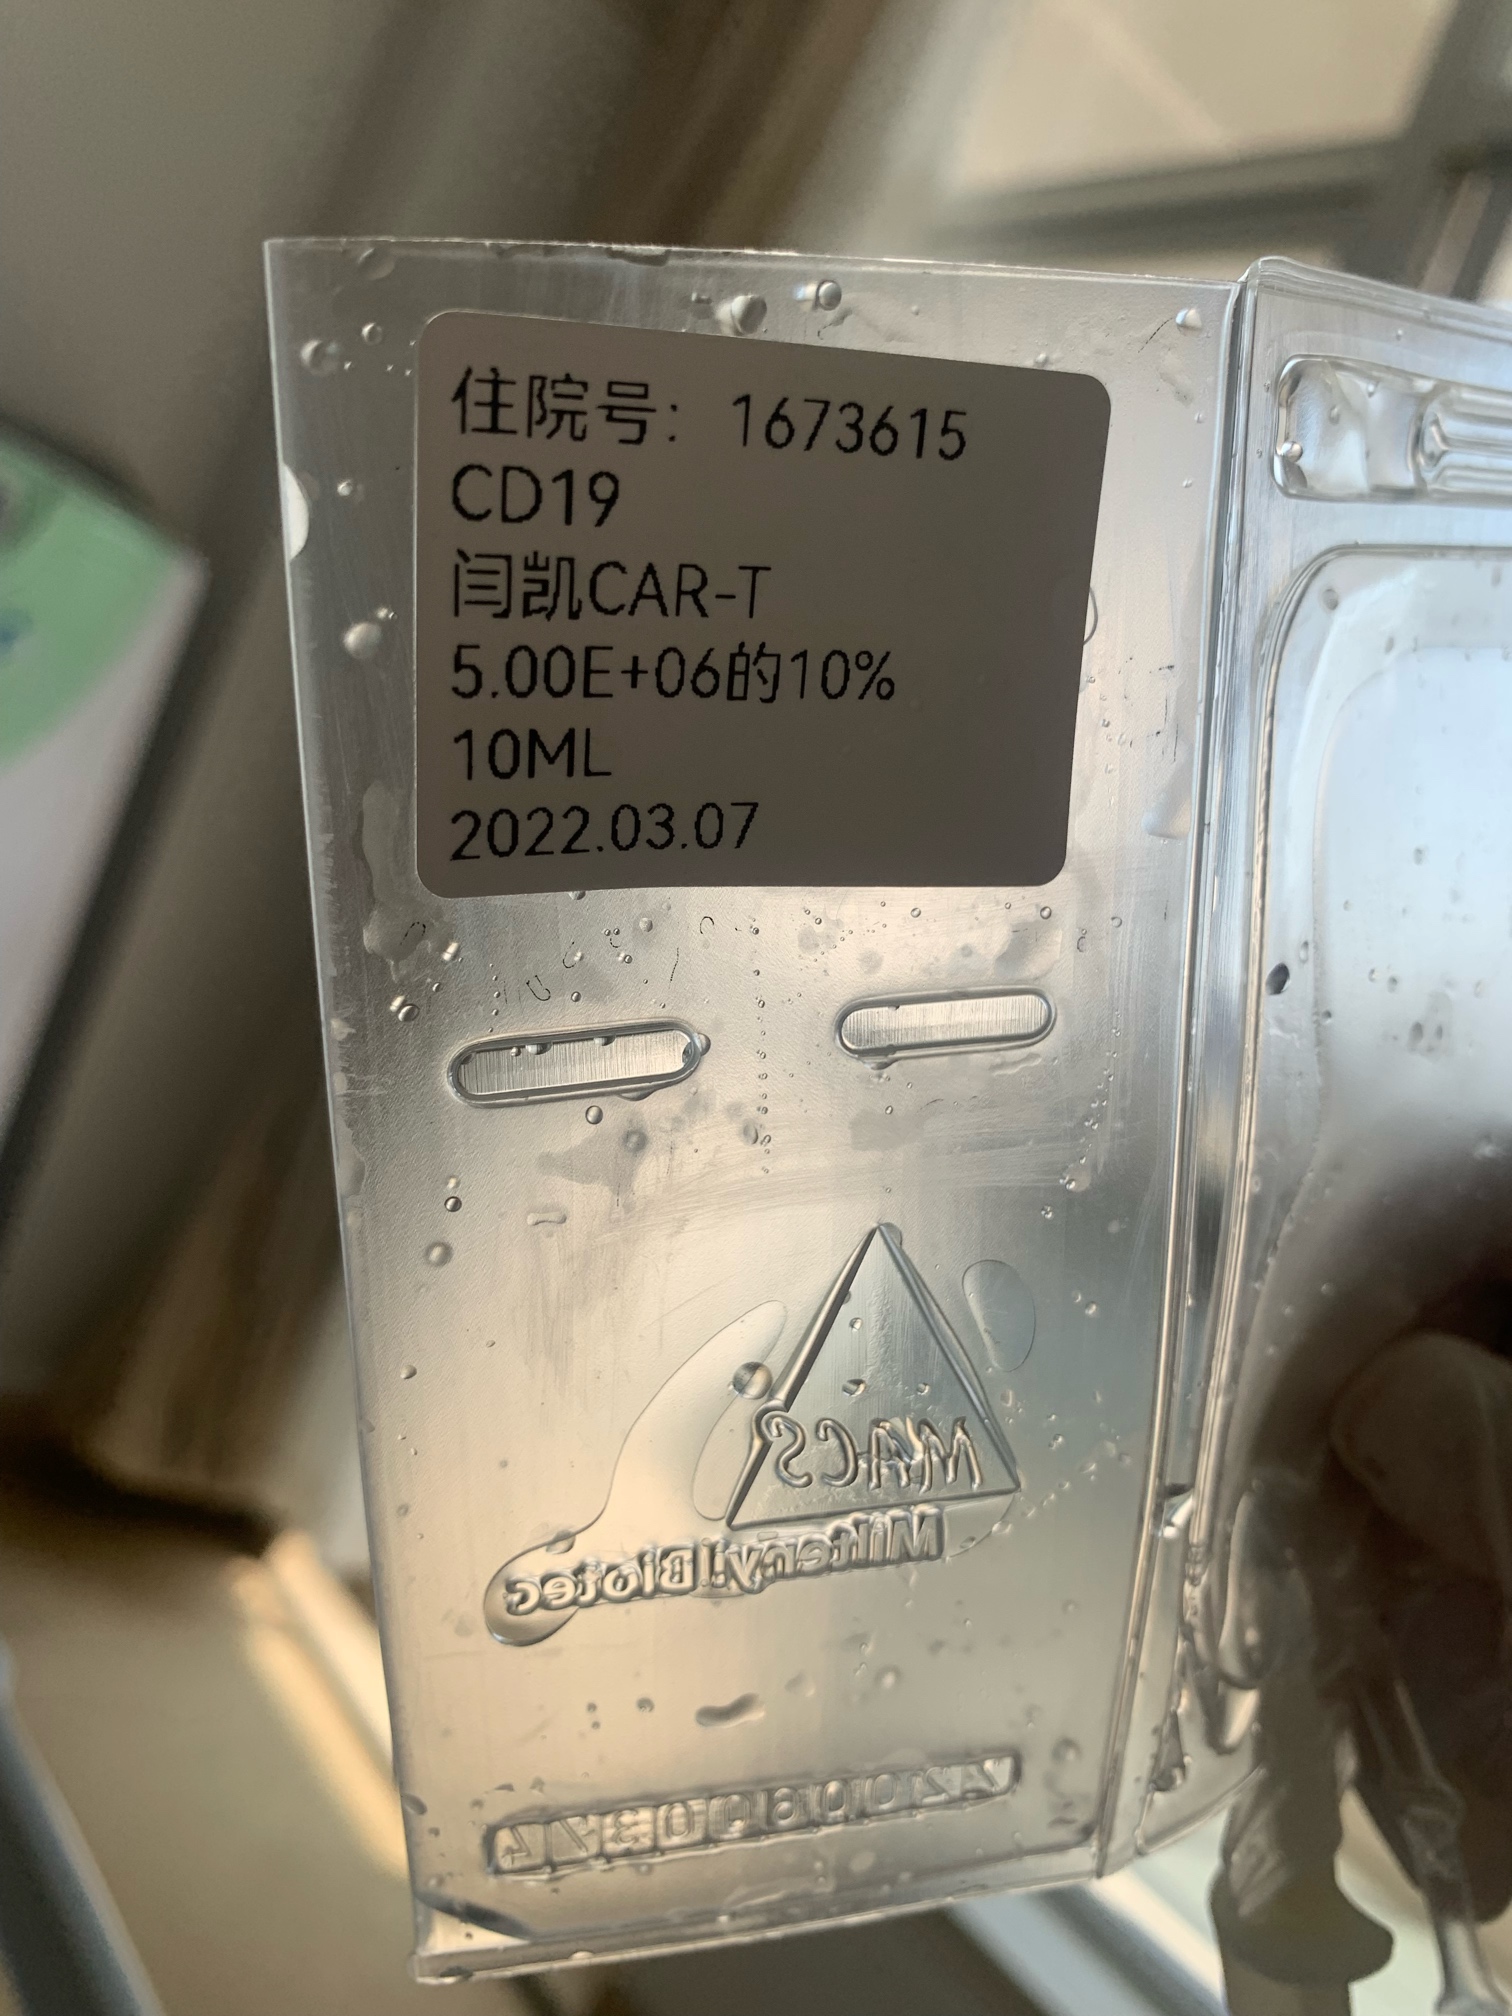 住院号：1673615
CD19
闫凯CAR-T
5.00E+06的10%
10ML
2022.03.07
MACS
Miltenyi Biotec